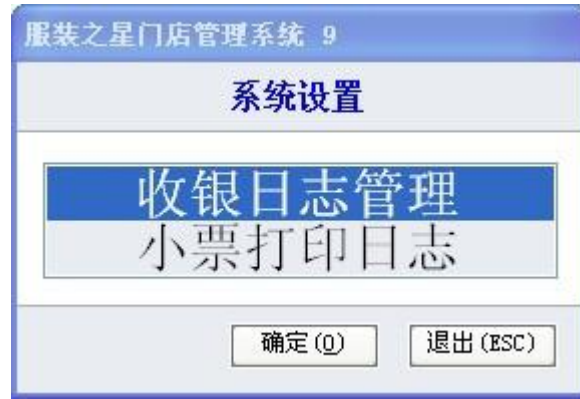 服装之星门店管理系统 9
系统设置
收银日志管理
小票打印日志
确定(O) 退出(ESC)